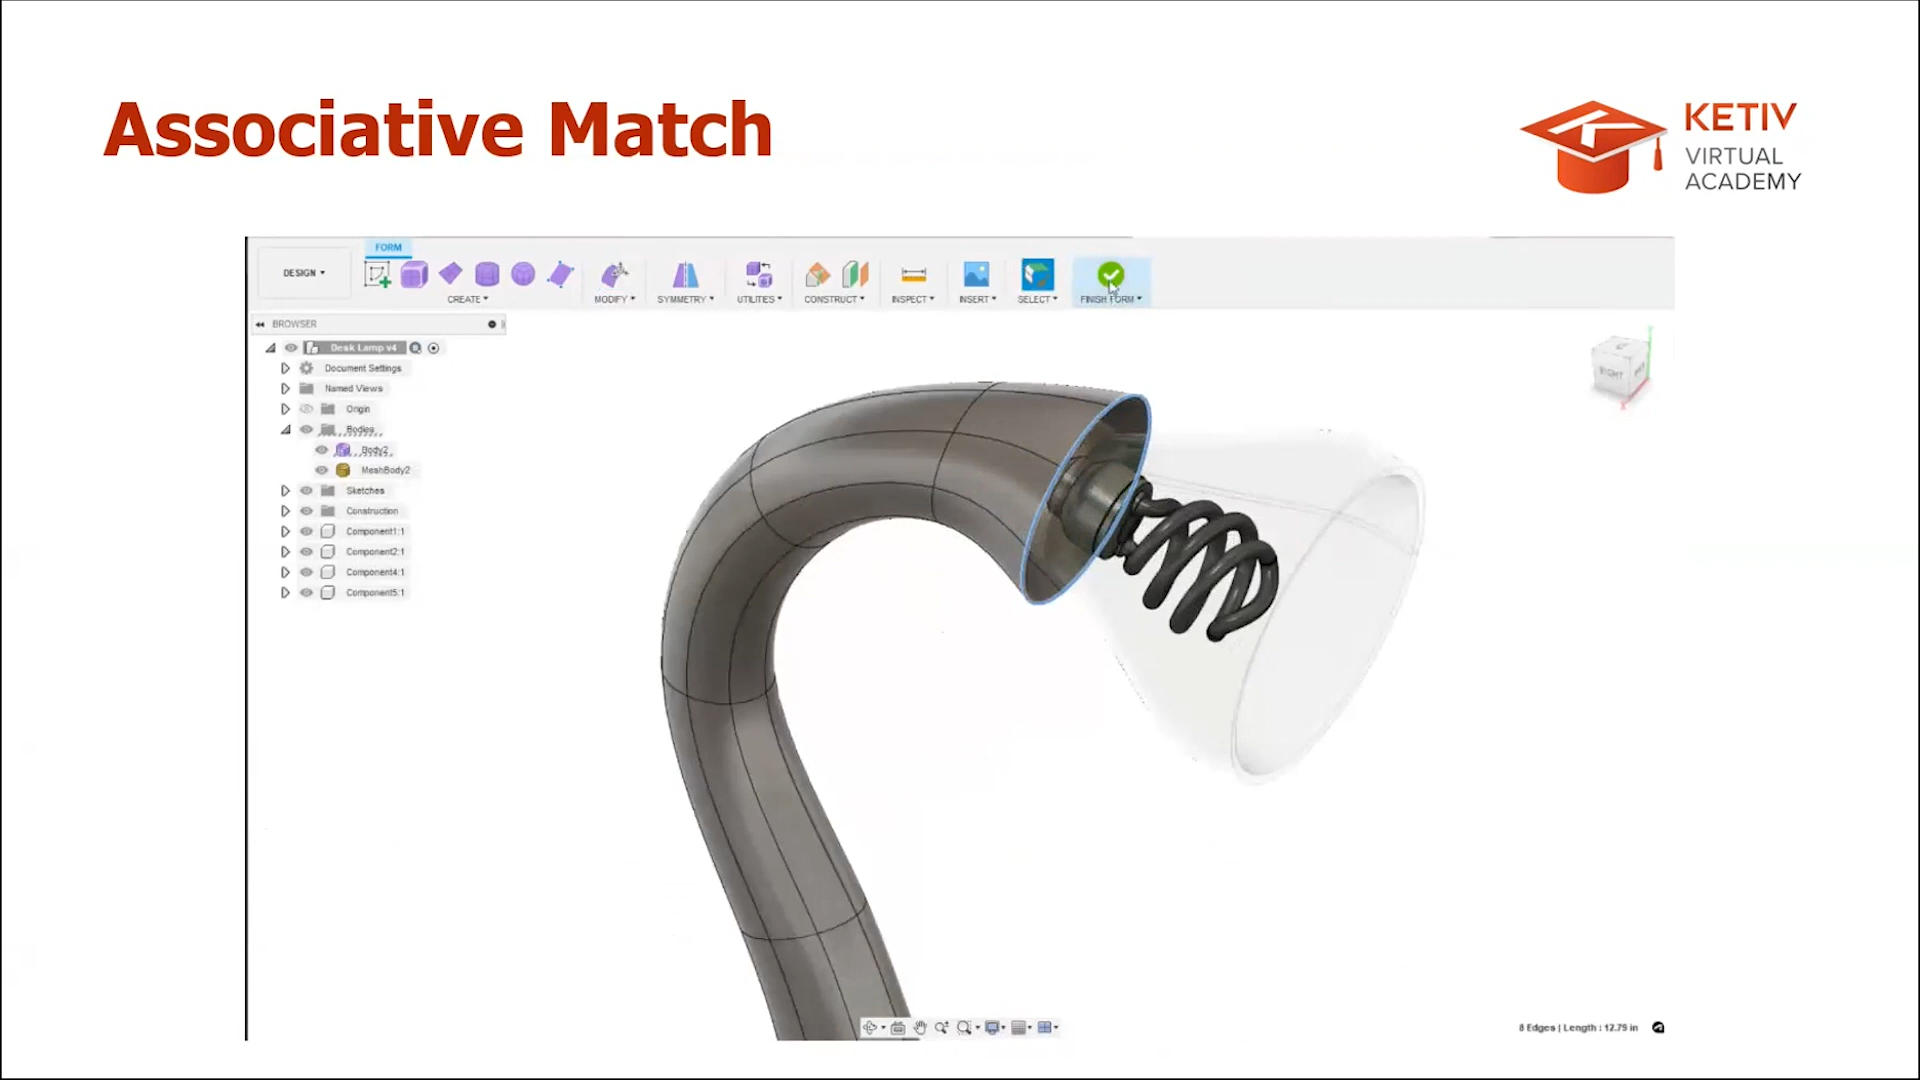 Associative Match
KETIV
VIRTUAL
ACADEMY
FORM
DESIGN
CREATE
MODIFY
SYMMETRY
UTILITIES
CONSTRUCT
INSPECT
INSERT
SELECT
FINISH FORM
BROWSER
Desk Lamp v4
Document Settings
Named Views
Origin
Bodies
Body2
MeshBody2
Sketches
Construction
Component1:1
Component2:1
Component4:1
Component5:1
RIGHT
8 Edges | Length : 12.79 in